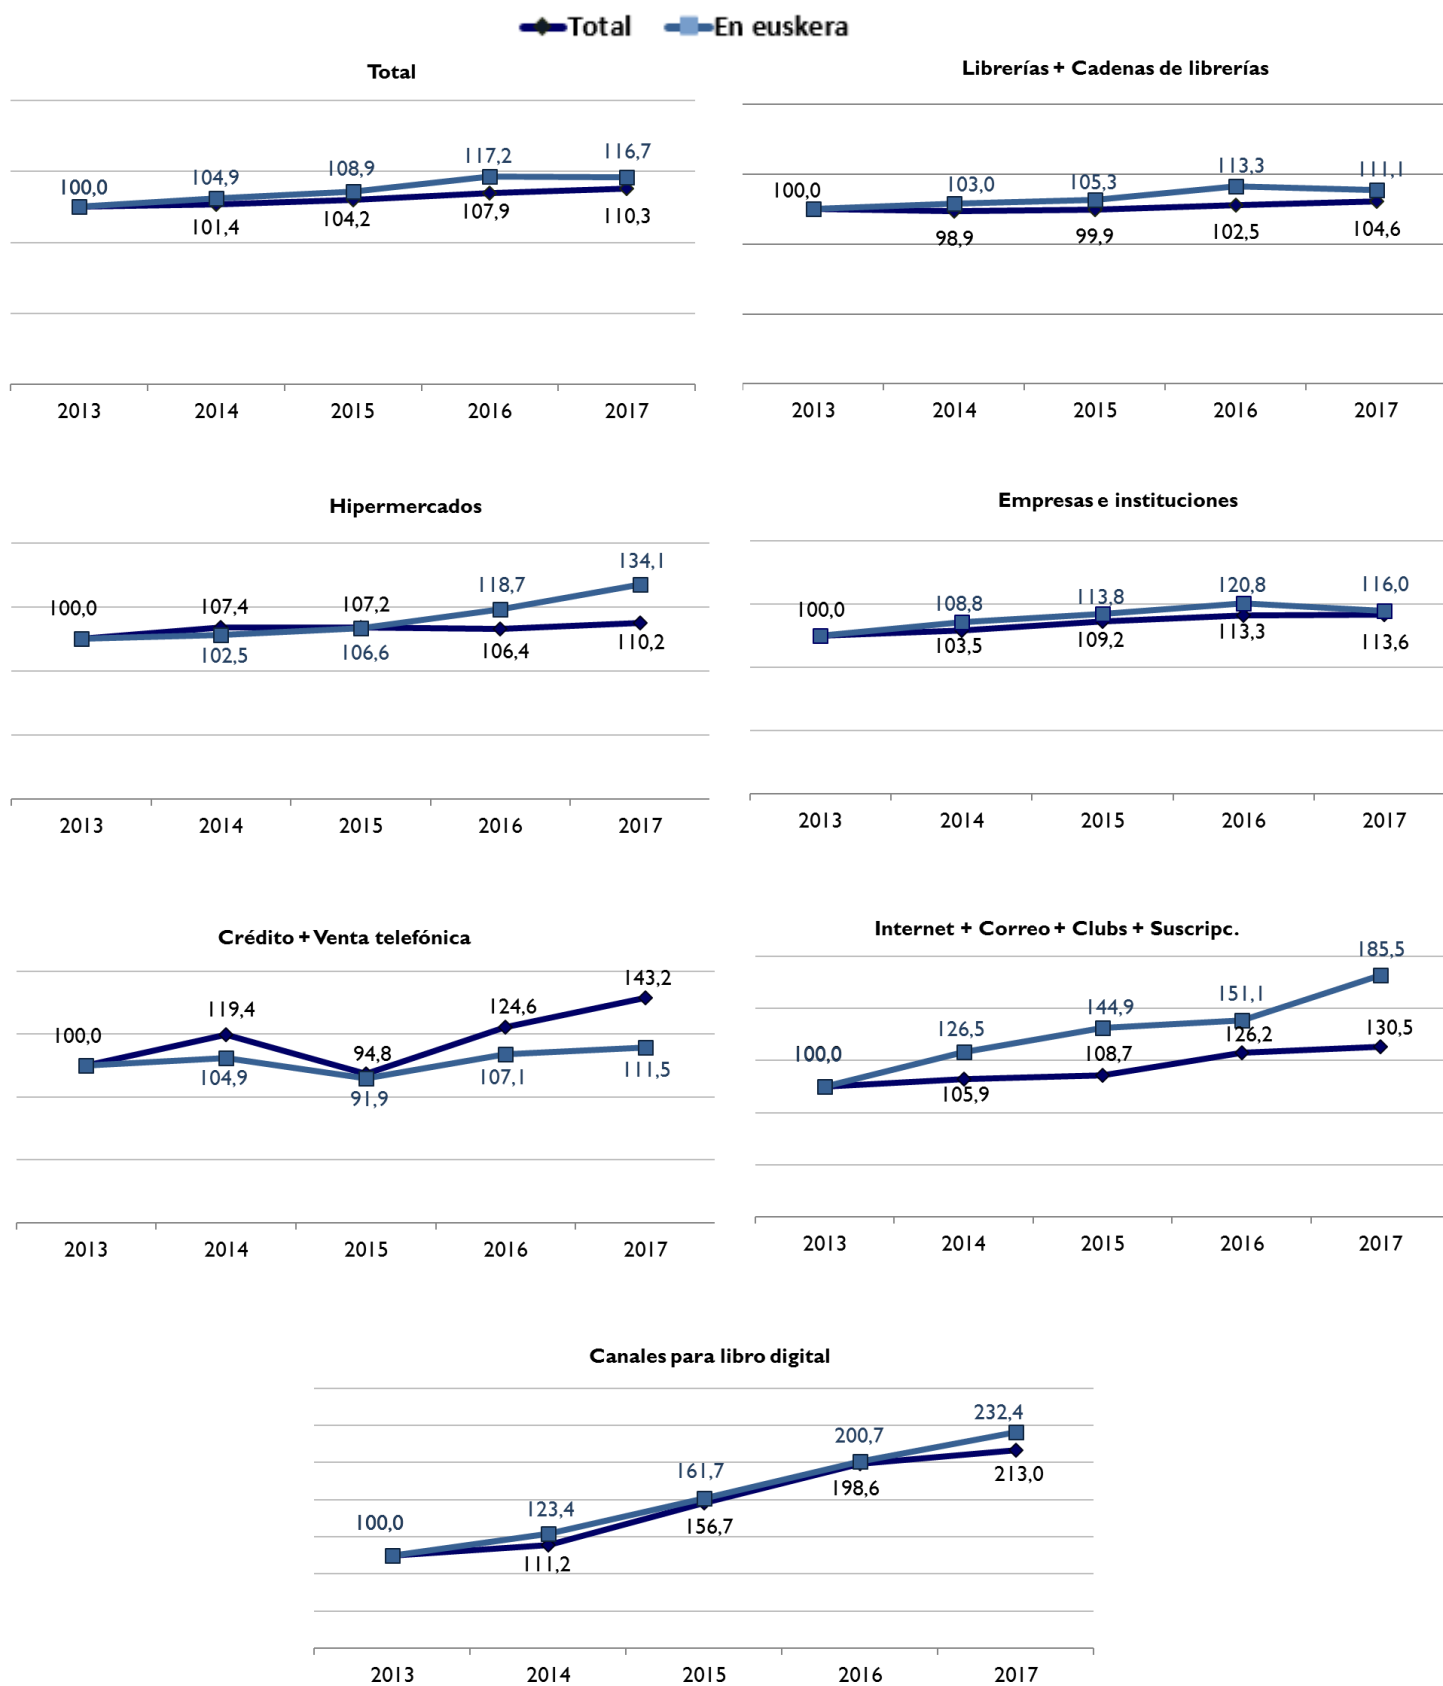 Total En euskera
Total
100,0 104,9 108,9 117,2 116,7
101,4 104,2 107,9 110,3
2013 2014 2015 2016 2017
Librerías + Cadenas de librerías
100,0 103,0 105,3 113,3 111,1
98,9 99,9 102,5 104,6
2013 2014 2015 2016 2017
Hipermercados
100,0 107,4 107,2 118,7 134,1
102,5 106,6 106,4 110,2
2013 2014 2015 2016 2017
Empresas e instituciones
100,0 108,8 113,8 120,8 116,0
103,5 109,2 113,3 113,6
2013 2014 2015 2016 2017
Crédito + Venta telefónica
100,0 119,4 94,8 124,6 143,2
104,9 91,9 107,1 111,5
2013 2014 2015 2016 2017
Internet + Correo + Clubs + Suscripc.
100,0 126,5 144,9 151,1 185,5
105,9 108,7 126,2 130,5
2013 2014 2015 2016 2017
Canales para libro digital
100,0 123,4 161,7 200,7 232,4
111,2 156,7 198,6 213,0
2013 2014 2015 2016 2017